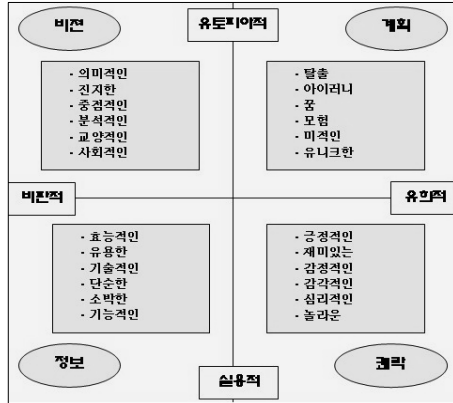 비젼
유토피아적
계획
- 의미적인
- 진지한
- 중점적인
- 분석적인
- 교양적인
- 사회적인
- 탈출
- 아이러니
- 꿈
- 모험
- 미적인
- 유니크한
비판적
유희적
- 효능적인
- 유용한
- 기술적인
- 단순한
- 소박한
- 기능적인
- 긍정적인
- 재미있는
- 감정적인
- 감각적인
- 심리적인
- 놀라운
정보
실용적
쾌락